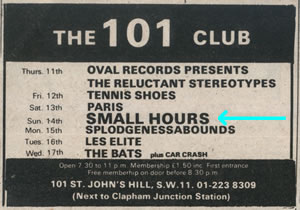 THE 101 CLUB
Thurs. 11th OVAL RECORDS PRESENTS
THE RELUCTANT STEREOTYPES
Fri. 12th TENNIS SHOES
Sat. 13th PARIS
Sun. 14th SMALL HOURS
Mon. 15th SPLODGENESSABOUNDS
Tues. 16th LES ELITE
Wed. 17th THE BATS plus CAR CRASH
Open 7.30 to 11 p.m. Membership £1.50 inc. First entrance
Free membership on door before 8.30 p.m.
101 ST. JOHN'S HILL, S.W.11. 01-223 8309
(Next to Clapham Junction Station)